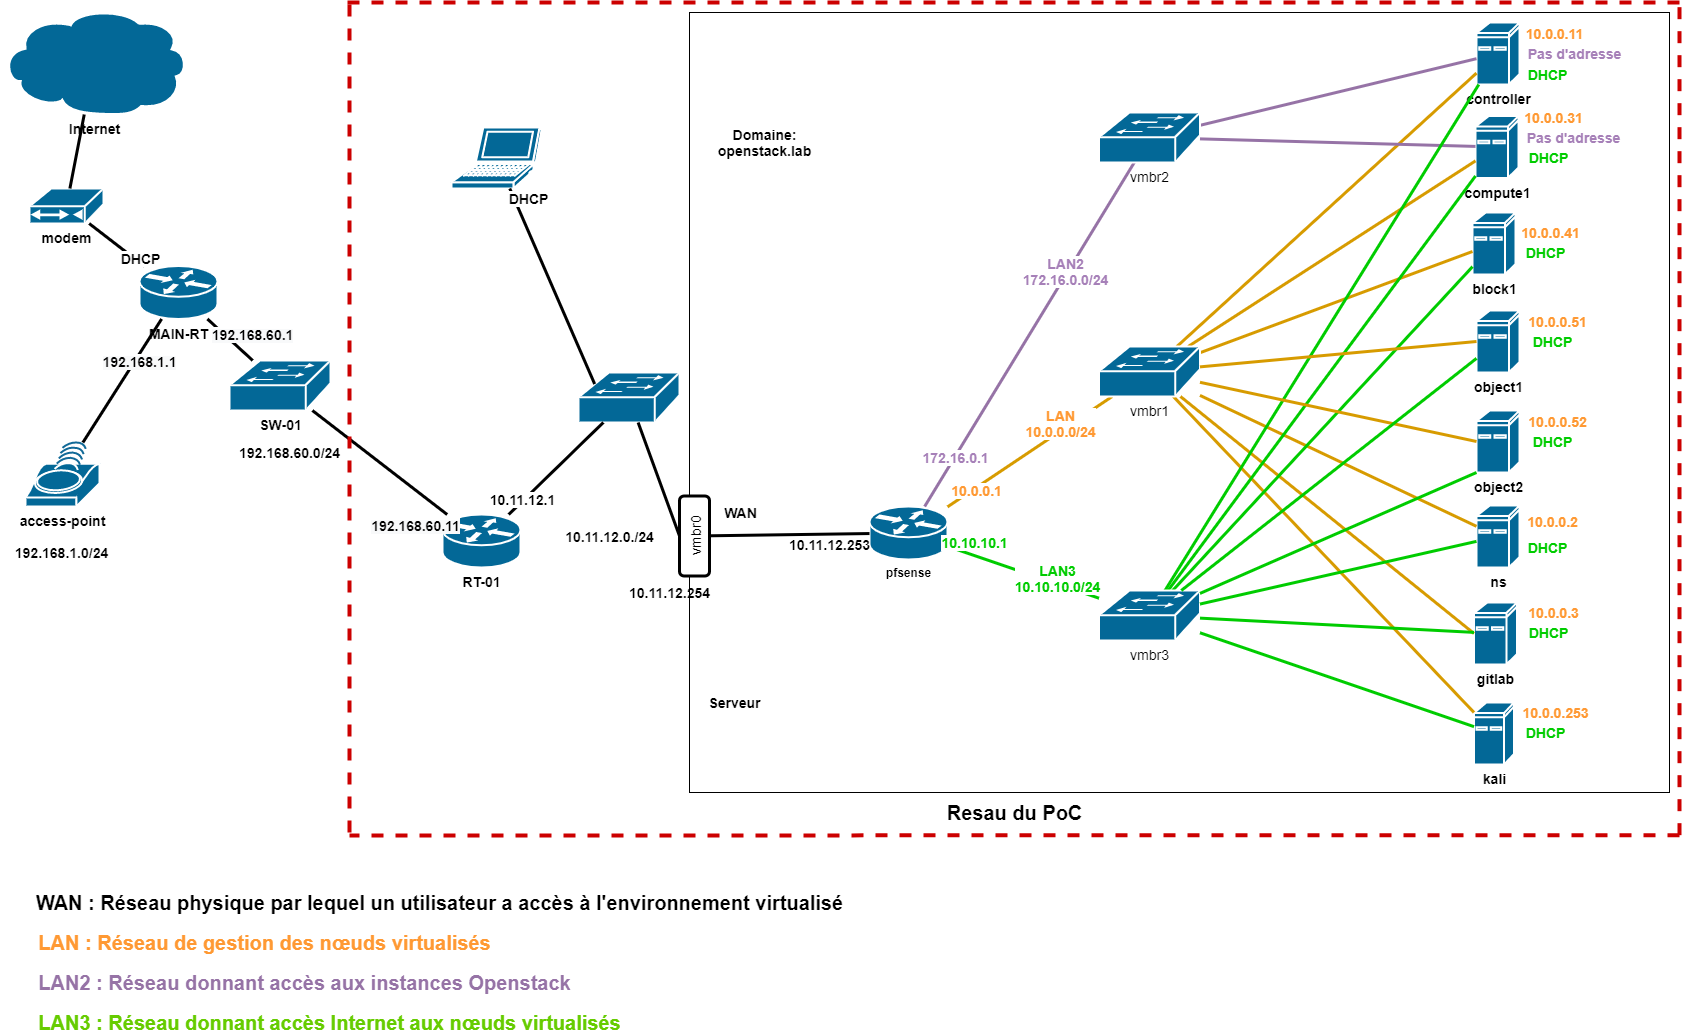 Internet
modem
DHCP
MAIN-RT
192.168.60.1
192.168.1.1
SW-01
192.168.60.0/24
access-point
192.168.1.0/24
DHCP
10.11.12.1
192.168.60.11
RT-01
10.11.12.0./24
vmbr0
10.11.12.254
Domaine:
openstack.lab
WAN
10.11.12.253
pfsense
172.16.0.1
10.0.0.1
10.10.10.1
LAN2
172.16.0.0/24
LAN
10.0.0.0/24
LAN3
10.10.10.0/24
vmbr2
vmbr1
vmbr3
Serveur
10.0.0.11
Pas d'adresse
DHCP
controller
10.0.0.31
Pas d'adresse
DHCP
compute1
10.0.0.41
DHCP
block1
10.0.0.51
DHCP
object1
10.0.0.52
DHCP
object2
10.0.0.2
DHCP
ns
10.0.0.3
DHCP
gitlab
10.0.0.253
DHCP
kali
Resau du PoC
WAN : Réseau physique par lequel un utilisateur a accès à l'environnement virtualisé
LAN : Réseau de gestion des nœuds virtualisés
LAN2 : Réseau donnant accès aux instances Openstack
LAN3 : Réseau donnant accès Internet aux nœuds virtualisés